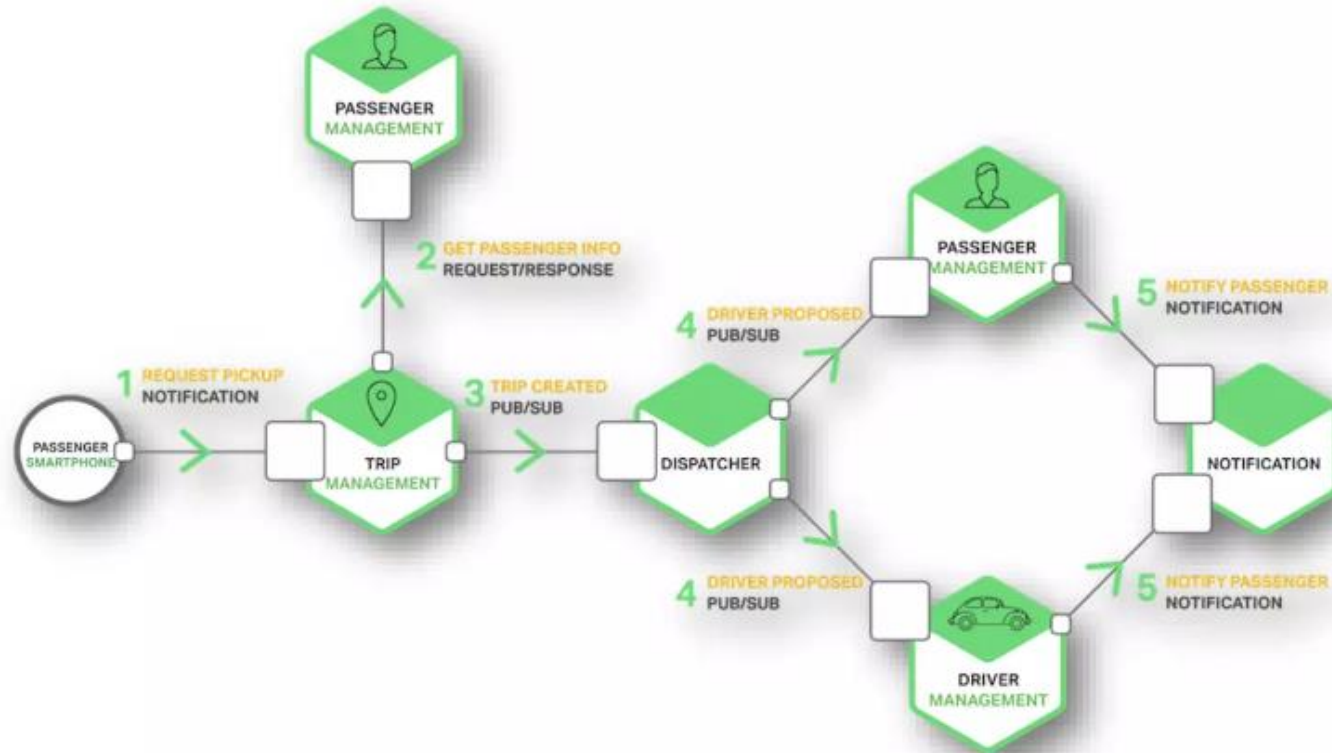 PASSENGER
MANAGEMENT
2 GET PASSENGER INFO
REQUEST/RESPONSE
1 REQUEST PICKUP
NOTIFICATION
PASSENGER
SMARTPHONE
TRIP
MANAGEMENT
3 TRIP CREATED
PUB/SUB
DISPATCHER
4 DRIVER PROPOSED
PUB/SUB
PASSENGER
MANAGEMENT
5 NOTIFY PASSENGER
NOTIFICATION
NOTIFICATION
4 DRIVER PROPOSED
PUB/SUB
DRIVER
MANAGEMENT
5 NOTIFY PASSENGER
NOTIFICATION